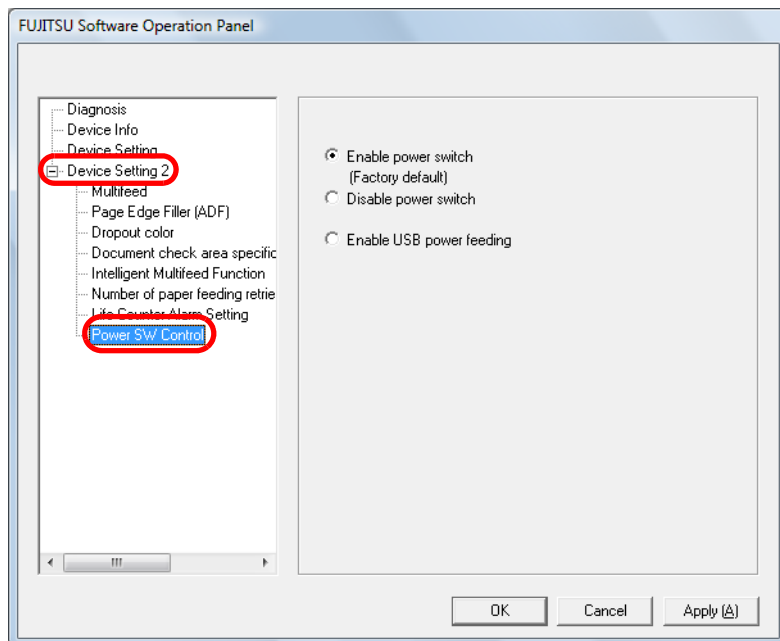 FUJITSU Software Operation Panel
Diagnosis
Device Info
Device Setting
Device Setting 2
Multifeed
Page Edge Filler (ADF)
Dropout color
Document check area specific
Intelligent Multifeed Function
Number of paper feeding retrie
Life Counter Alarm Setting
Power SW Control
Enable power switch
(Factory default)
Disable power switch
Enable USB power feeding
OK Cancel Apply (A)